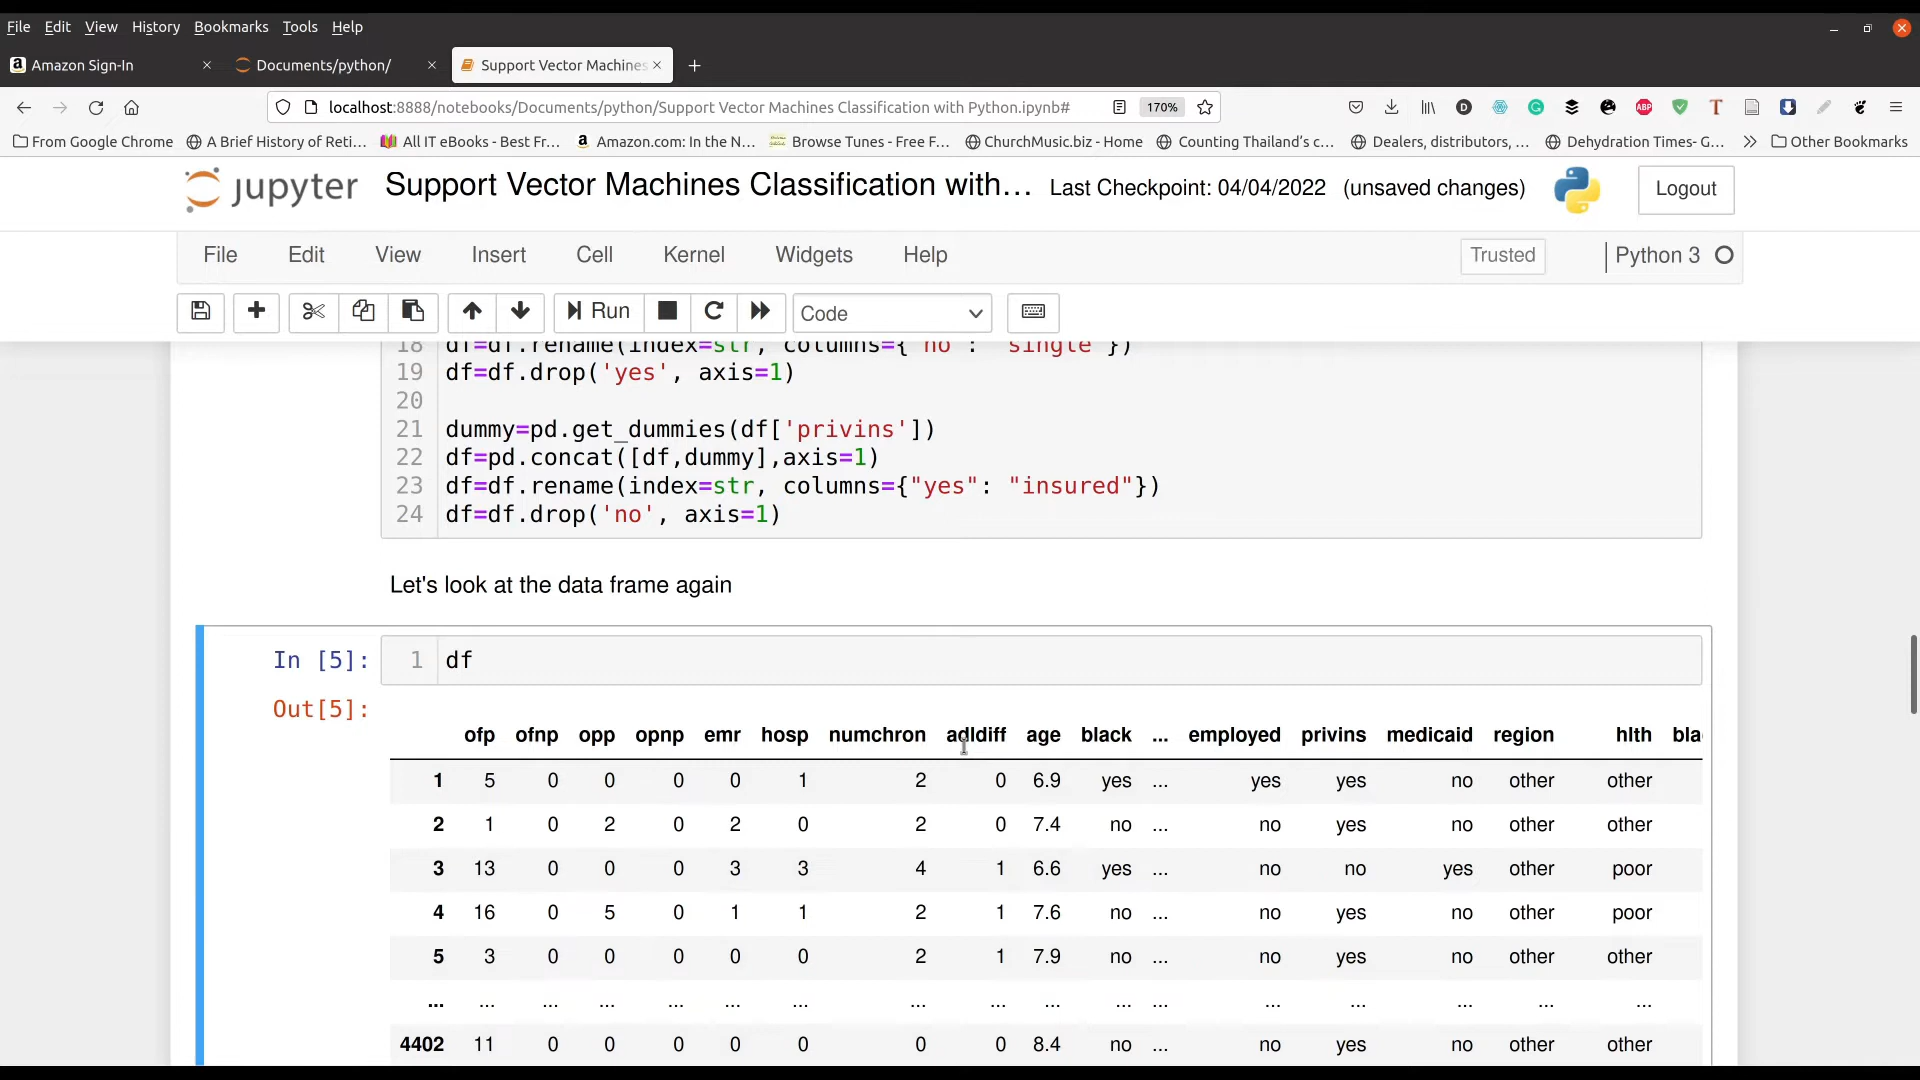 File Edit View History Bookmarks Tools Help
Amazon Sign-In Documents/python/ Support Vector Machines
localhost:8888/notebooks/Documents/python/Support Vector Machines Classification with Python.ipynb# 170%
From Google Chrome A Brief History of Reti... All IT eBooks - Best Fr... Amazon.com: In the N... Browse Tunes - Free F... ChurchMusic.biz - Home Counting Thailand's c... Dealers, distributors, ... Dehydration Times- G... Other Bookmarks
jupyter Support Vector Machines Classification with... Last Checkpoint: 04/04/2022 (unsaved changes) Logout
File Edit View Insert Cell Kernel Widgets Help Trusted Python 3
Run Code
18 df=df.rename(index=str, columns={"no": "single"})
19 df=df.drop('yes', axis=1)
20
21 dummy=pd.get_dummies(df['privins'])
22 df=pd.concat([df,dummy],axis=1)
23 df=df.rename(index=str, columns={"yes": "insured"})
24 df=df.drop('no', axis=1)
Let's look at the data frame again
In [5]: 1 df
Out[5]:
ofp ofnp opp opnp emr hosp numchron adldiff age black ... employed privins medicaid region hlth bla
1 5 0 0 0 0 1 2 0 6.9 yes ... yes yes no other other
2 1 0 2 0 2 0 2 0 7.4 no ... no yes no other other
3 13 0 0 0 3 3 4 1 6.6 yes ... no no yes other poor
4 16 0 5 0 1 1 2 1 7.6 no ... no yes no other poor
5 3 0 0 0 0 0 2 1 7.9 no ... no yes no other other
... ... ... ... ... ... ... ... ... ... ... ... ... ... ... ... ...
4402 11 0 0 0 0 0 0 0 8.4 no ... no yes no other other